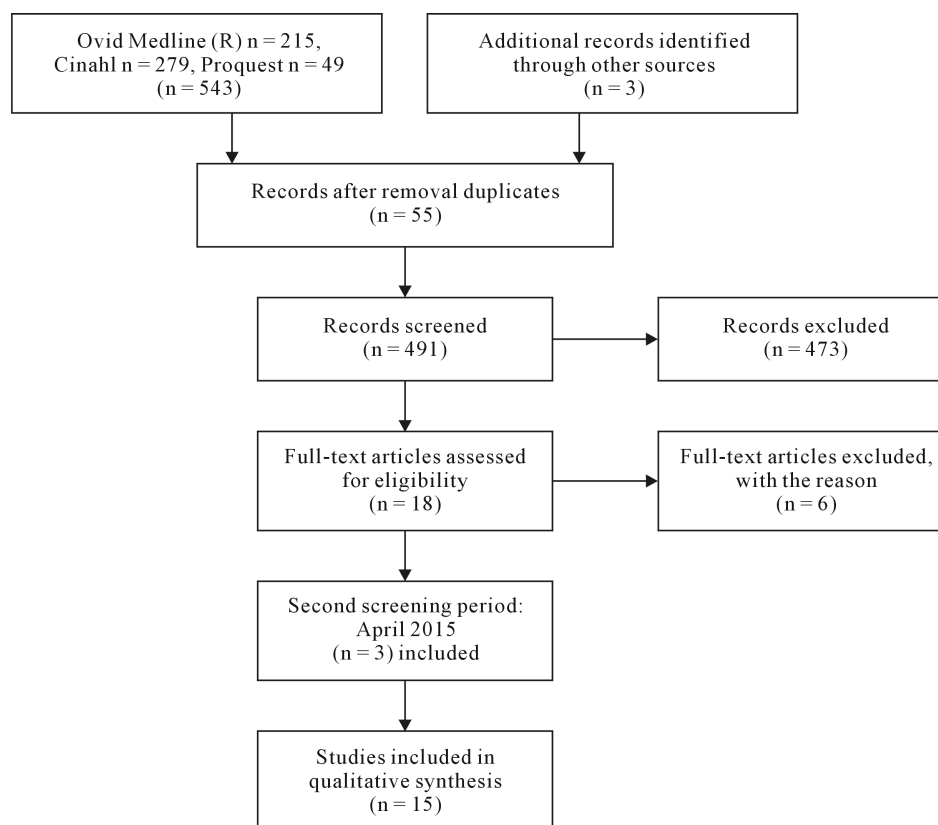 Ovid Medline (R) n = 215,
Cinahl n = 279, Proquest n = 49
(n = 543)
Additional records identified
through other sources
(n = 3)
Records after removal duplicates
(n = 55)
Records screened
(n = 491)
Records excluded
(n = 473)
Full-text articles assessed
for eligibility
(n = 18)
Full-text articles excluded,
with the reason
(n = 6)
Second screening period:
April 2015
(n = 3) included
Studies included in
qualitative synthesis
(n = 15)